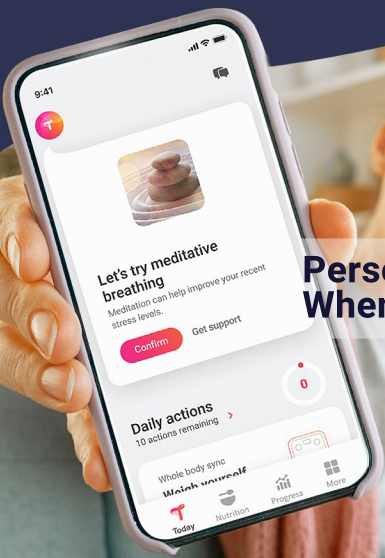 9:41
Let's try meditative
breathing
Meditation can help improve your recent
stress levels.
Confirm
Get support
Daily actions
10 actions remaining
0
Whole body sync
Weigh yourself
Today
Nutrition
Progress
More
Perso
When